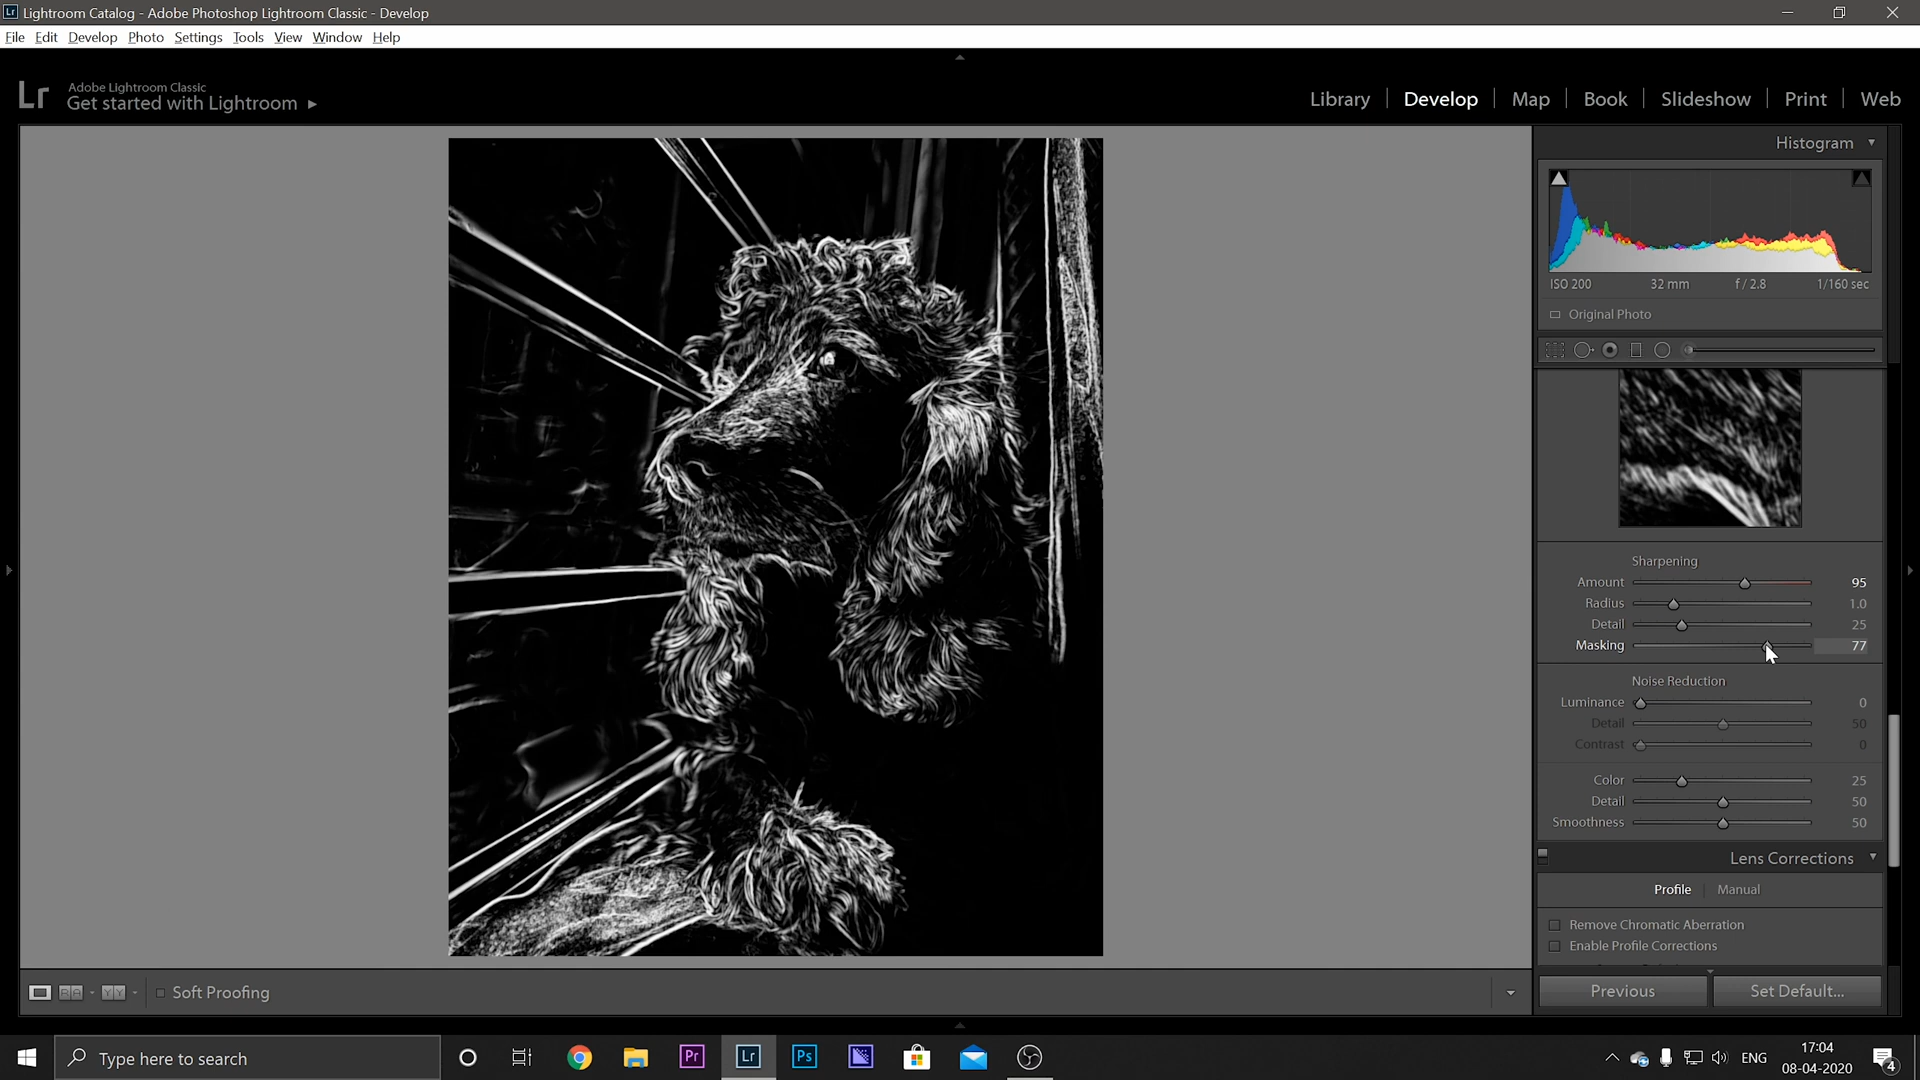 Lr Lightroom Catalog - Adobe Photoshop Lightroom Classic - Develop
File Edit Develop Photo Settings Tools View Window Help
Lr
Adobe Lightroom Classic
Get started with Lightroom ▶
Library | Develop | Map | Book | Slideshow | Print | Web
Histogram
ISO 200 32 mm f / 2.8 1/160 sec
Original Photo
Sharpening
Amount 95
Radius 1.0
Detail 25
Masking 77
Noise Reduction
Luminance 0
Detail 50
Contrast 0
Color 25
Detail 50
Smoothness 50
Lens Corrections
Profile | Manual
Remove Chromatic Aberration
Enable Profile Corrections
RA YY Soft Proofing
Previous Set Default...
Type here to search
Pr Lr Ps
ENG
17:04
08-04-2020
4